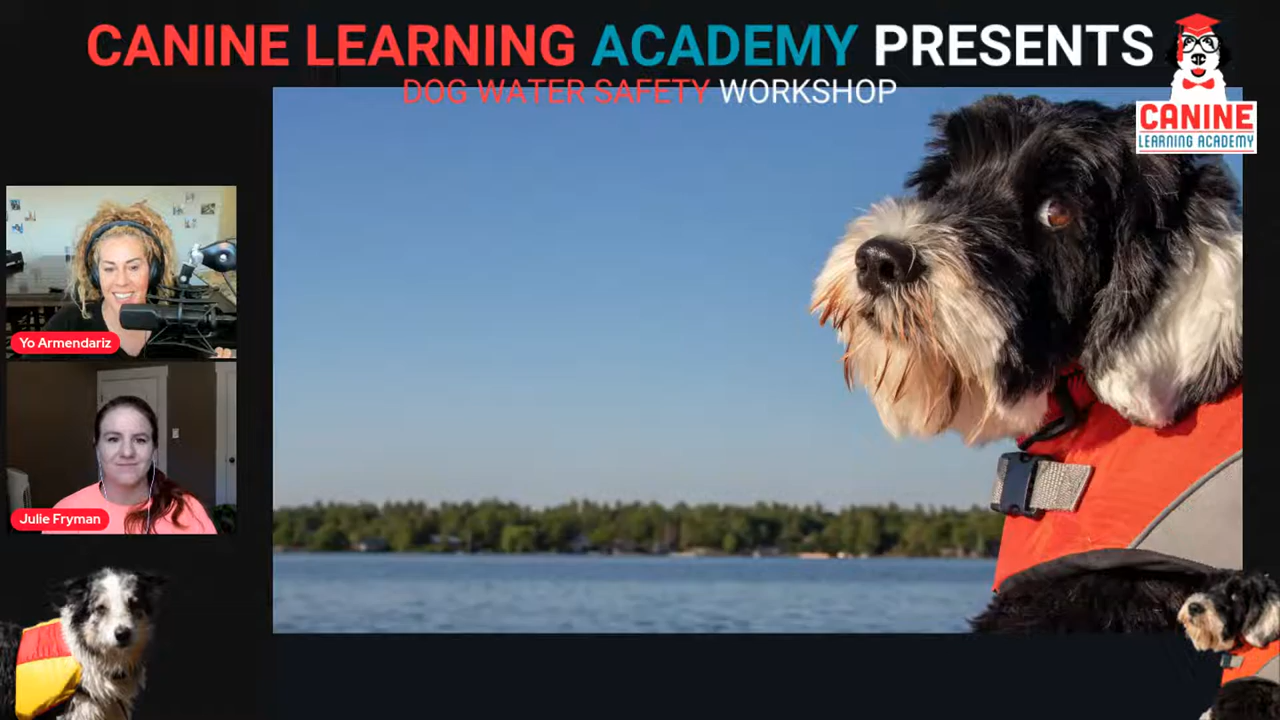 CANINE LEARNING ACADEMY PRESENTS
DOG WATER SAFETY WORKSHOP
CANINE
LEARNING ACADEMY
Yo Armendariz
Julie Fryman